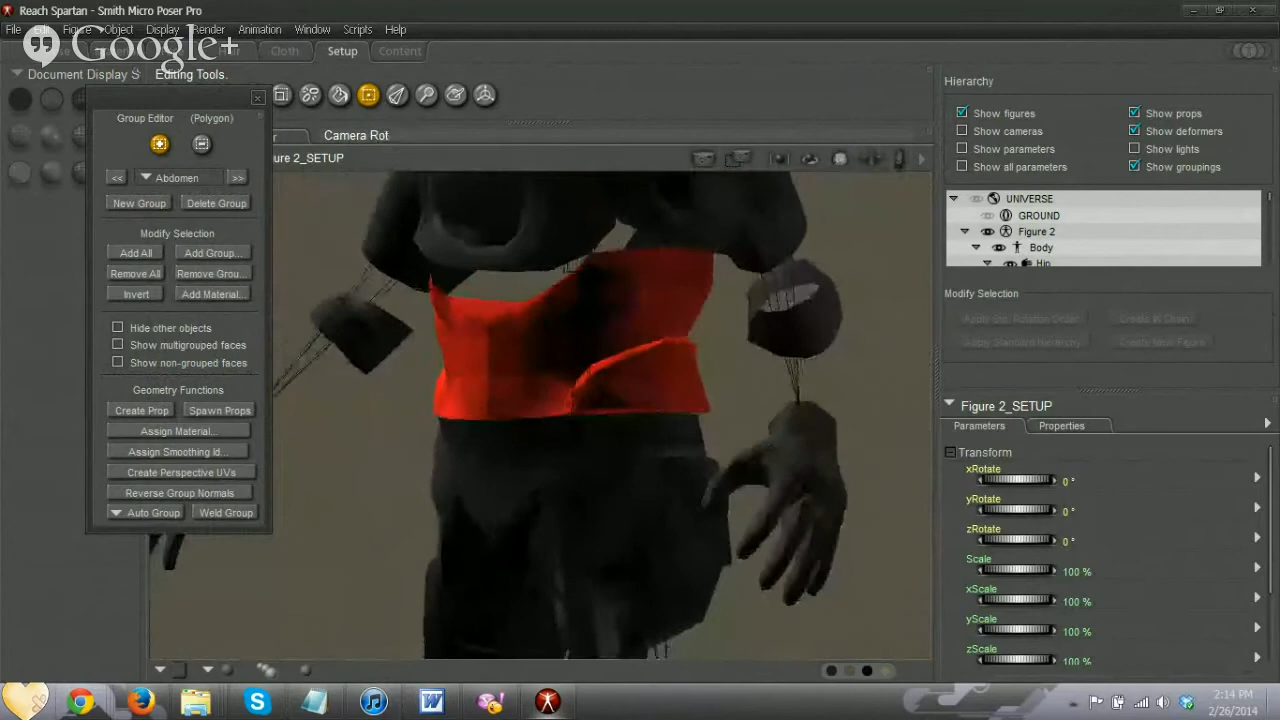 Reach Spartan - Smith Micro Poser Pro
File Edit Figure Object Display Render Animation Window Scripts Help
Google+
Cloth Setup Content
Document Display S Editing Tools.
Hierarchy
Group Editor (Polygon)
Camera Rot
ure 2_SETUP
Abdomen
<< >>
New Group Delete Group
Modify Selection
Add All Add Group...
Remove All Remove Grou...
Invert Add Material...
Hide other objects
Show multigrouped faces
Show non-grouped faces
Geometry Functions
Create Prop Spawn Props
Assign Material...
Assign Smoothing Id...
Create Perspective UVs
Reverse Group Normals
Auto Group Weld Group
Show figures Show props
Show cameras Show deformers
Show parameters Show lights
Show all parameters Show groupings
UNIVERSE
GROUND
Figure 2
Body
Hip
Modify Selection
Create IK Chain
Apply Standard Hierarchy Create New Figure
Figure 2_SETUP
Parameters Properties
Transform
xRotate
0 °
yRotate
0 °
zRotate
0 °
Scale
100 %
xScale
100 %
yScale
100 %
zScale
100 %
2:14 PM
2/26/2014